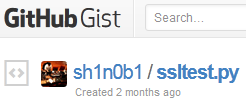 GitHub Gist Search...
sh1n0b1 / ssltest.py
Created 2 months ago